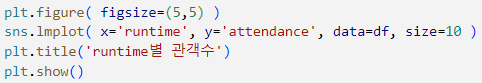 plt.figure( figsize=(5,5) )
sns.lmplot( x='runtime', y='attendance', data=df, size=10 )
plt.title('runtime별 관객수')
plt.show()